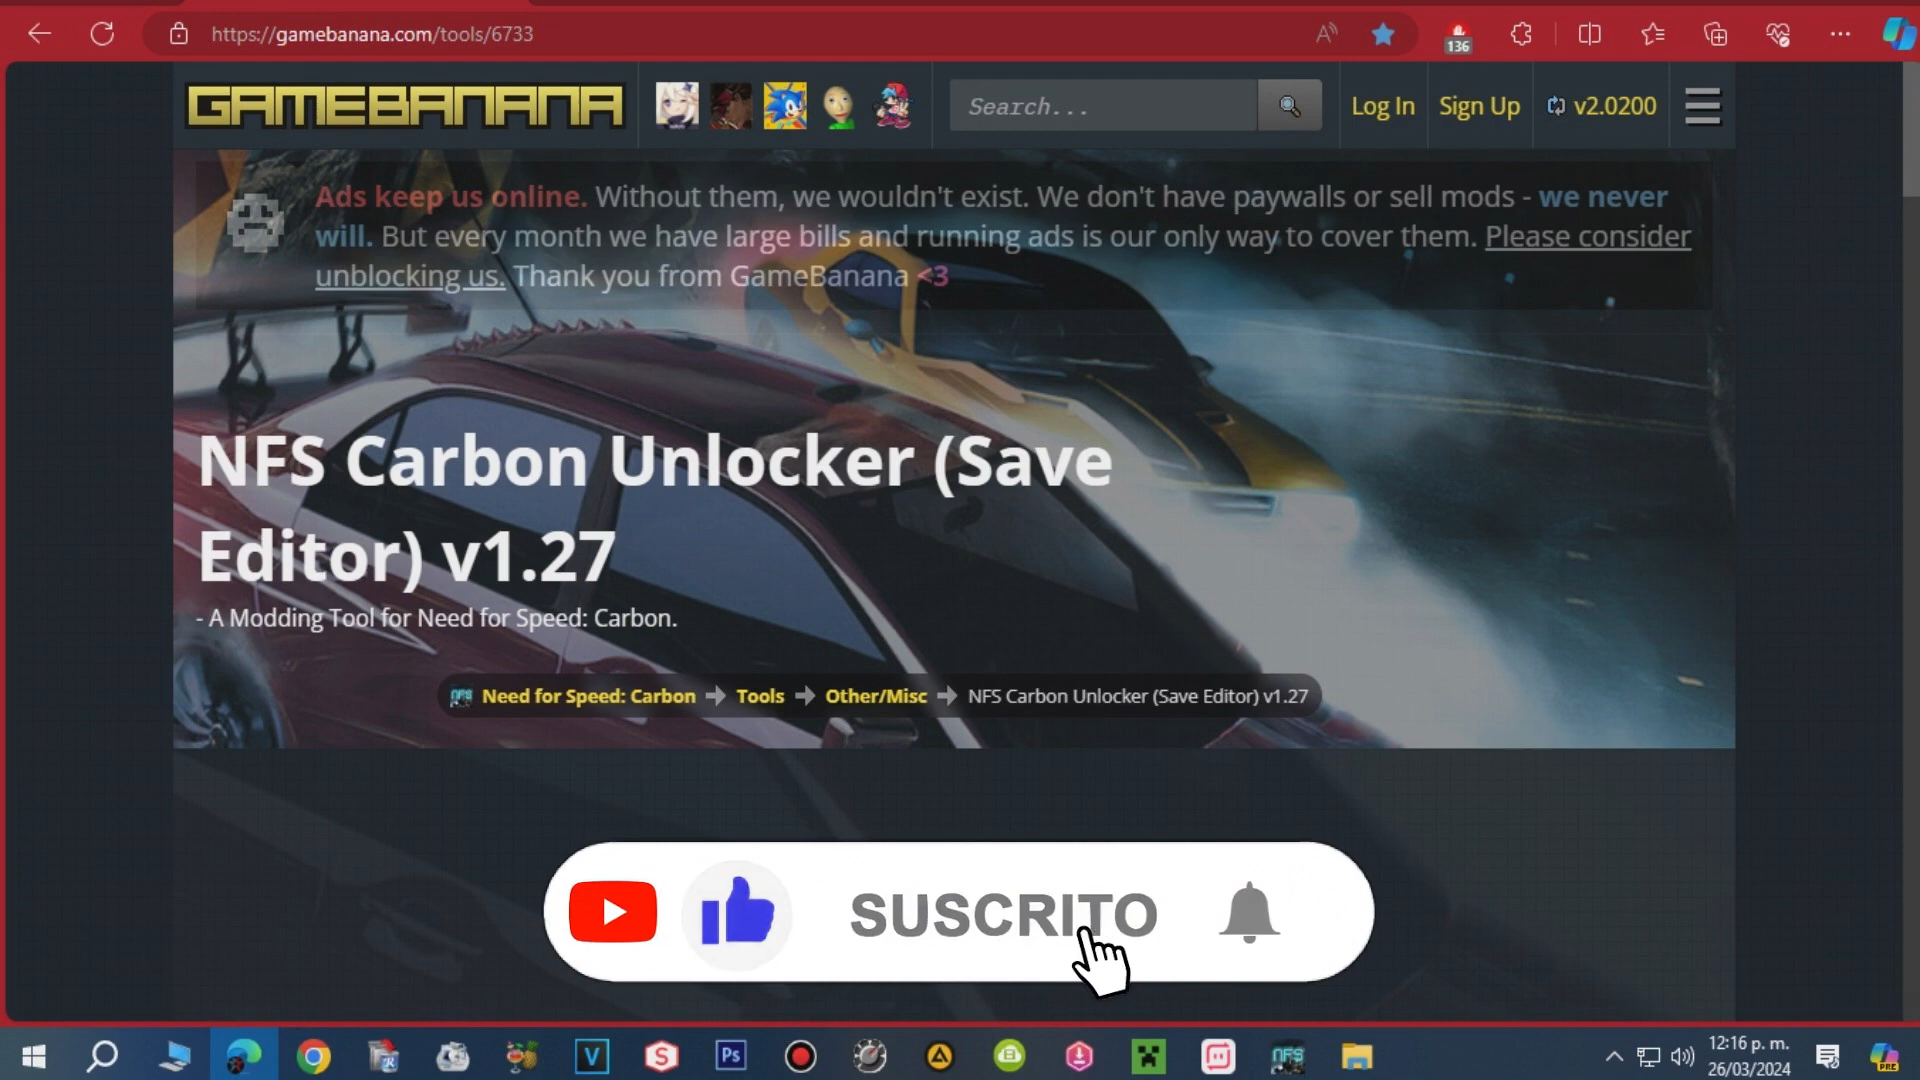 https://gamebanana.com/tools/6733
136
GAMEBANANA
Search...
Log In
Sign Up
v2.0200
Ads keep us online. Without them, we wouldn't exist. We don't have paywalls or sell mods - we never
will. But every month we have large bills and running ads is our only way to cover them. Please consider
unblocking us. Thank you from GameBanana <3
NFS Carbon Unlocker (Save
Editor) v1.27
- A Modding Tool for Need for Speed: Carbon.
Need for Speed: Carbon
Tools
Other/Misc
NFS Carbon Unlocker (Save Editor) v1.27
SUSCRITO
V
S
Ps
NFS
12:16 p. m.
26/03/2024
PRE